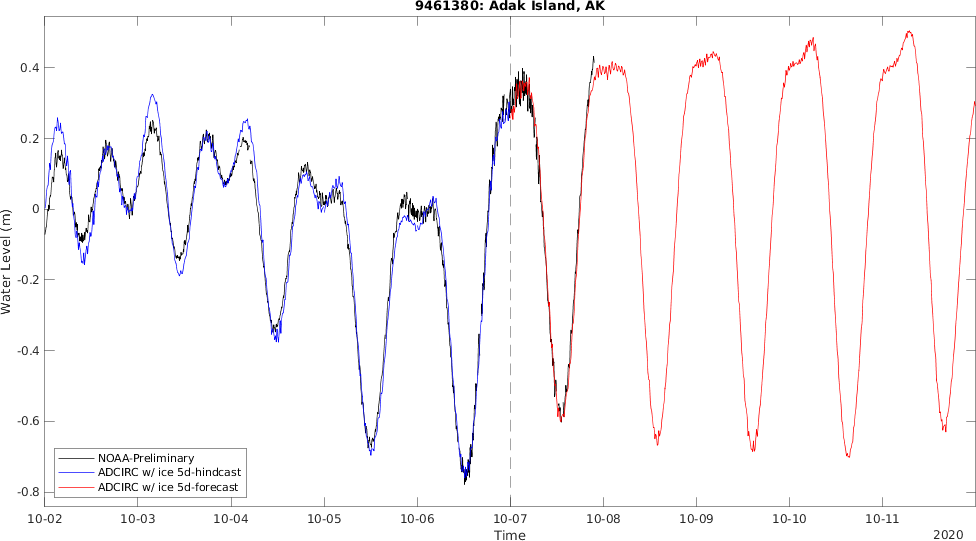 9461380: Adak Island, AK
Water Level (m)
0.4
0.2
0
-0.2
-0.4
-0.6
-0.8
NOAA-Preliminary
ADCIRC w/ ice 5d-hindcast
ADCIRC w/ ice 5d-forecast
10-02 10-03 10-04 10-05 10-06 10-07 10-08 10-09 10-10 10-11
Time
2020